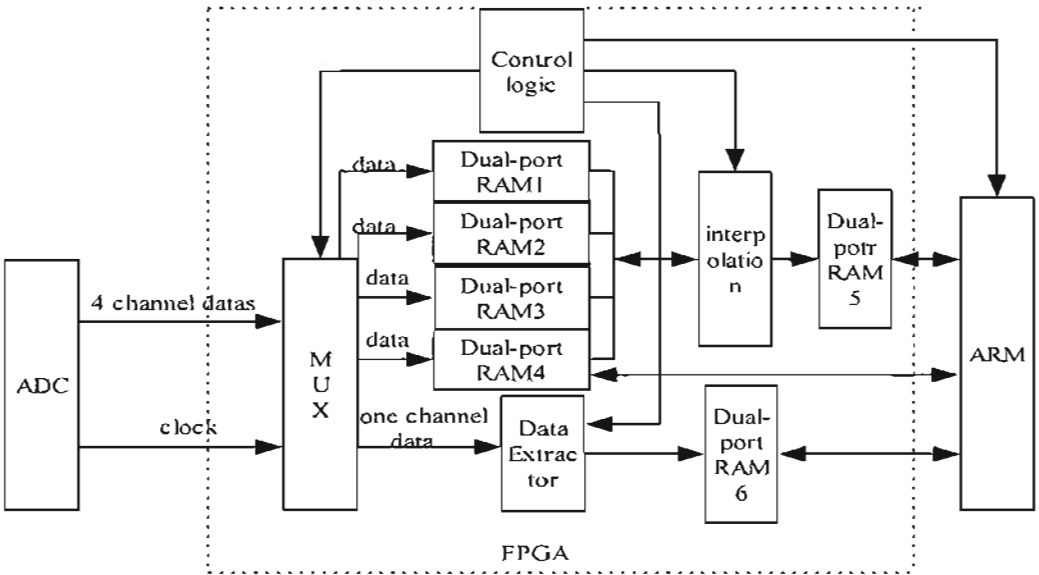 Control
logic
data
Dual-port
RAM1
data
Dual-port
RAM2
data
Dual-port
RAM3
data
Dual-port
RAM4
interp
olatio
n
Dual-
potr
RAM
5
4 channel datas
ADC
clock
M
U
X
one channel
data
Data
Extrac
tor
Dual-
port
RAM
6
ARM
FPGA